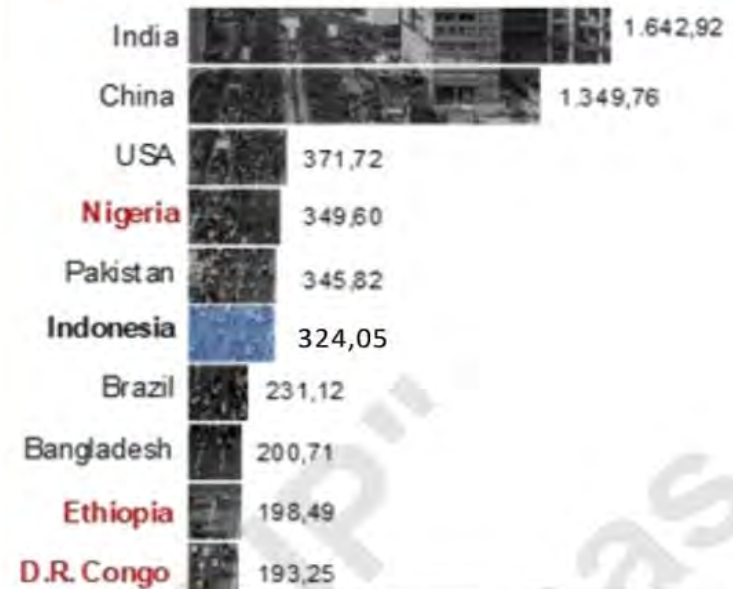 India 1.642,92
China 1.349,76
USA 371,72
Nigeria 349,60
Pakistan 345,82
Indonesia 324,05
Brazil 231,12
Bangladesh 200,71
Ethiopia 198,49
D.R. Congo 193,25